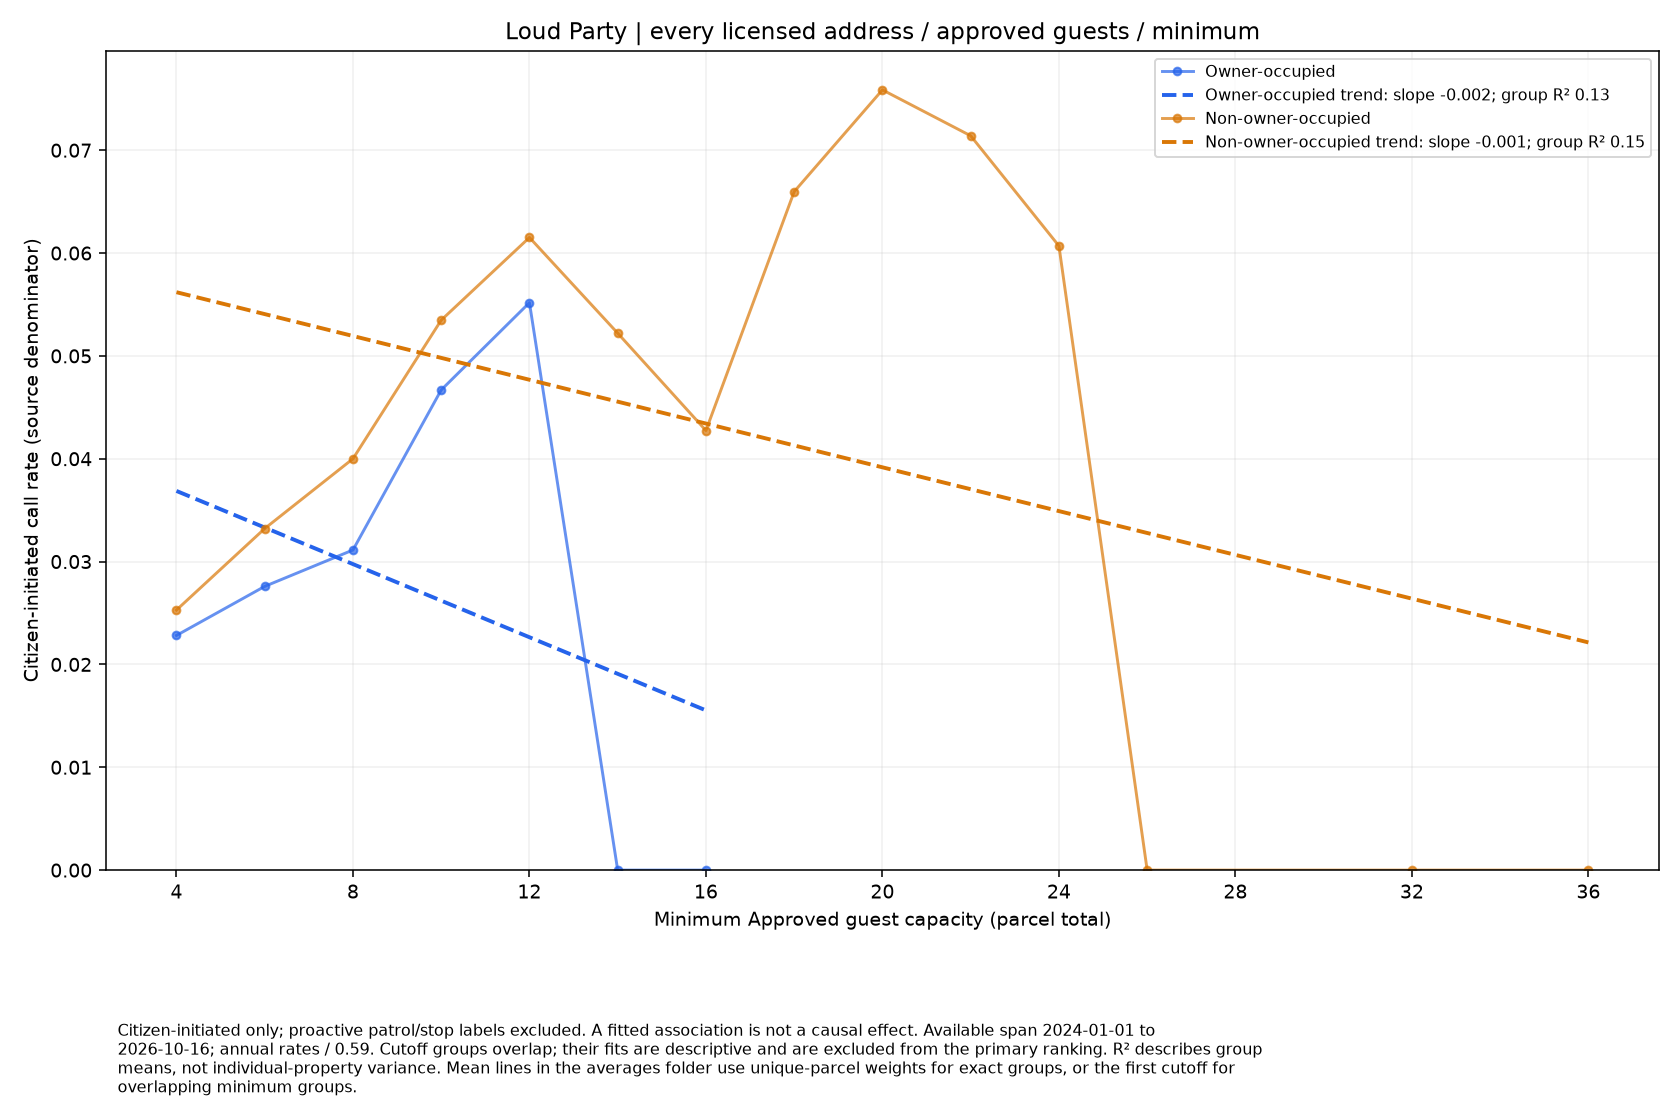 Loud Party | every licensed address / approved guests / minimum
Owner-occupied
Owner-occupied trend: slope -0.002; group R² 0.13
Non-owner-occupied
Non-owner-occupied trend: slope -0.001; group R² 0.15
Citizen-initiated call rate (source denominator)
0.07
0.06
0.05
0.04
0.03
0.02
0.01
0.00
4 8 12 16 20 24 28 32 36
Minimum Approved guest capacity (parcel total)
Citizen-initiated only; proactive patrol/stop labels excluded. A fitted association is not a causal effect. Available span 2024-01-01 to
2026-10-16; annual rates / 0.59. Cutoff groups overlap; their fits are descriptive and are excluded from the primary ranking. R² describes group
means, not individual-property variance. Mean lines in the averages folder use unique-parcel weights for exact groups, or the first cutoff for
overlapping minimum groups.